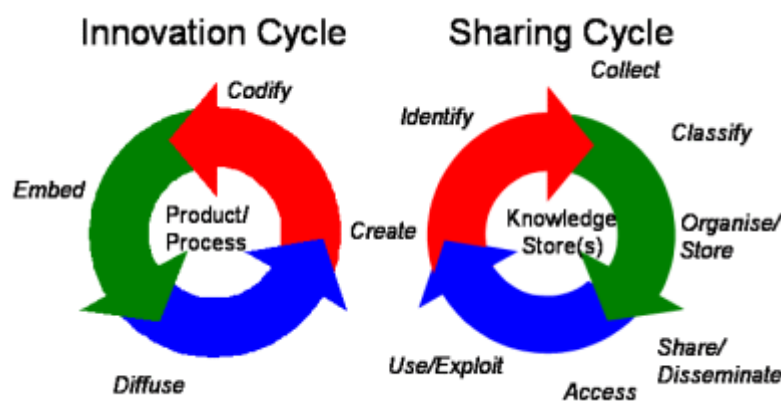 Innovation Cycle
Sharing Cycle
Codify
Embed
Product/
Process
Create
Diffuse
Collect
Identify
Classify
Knowledge
Store(s)
Organise/
Store
Share/
Disseminate
Use/Exploit
Access